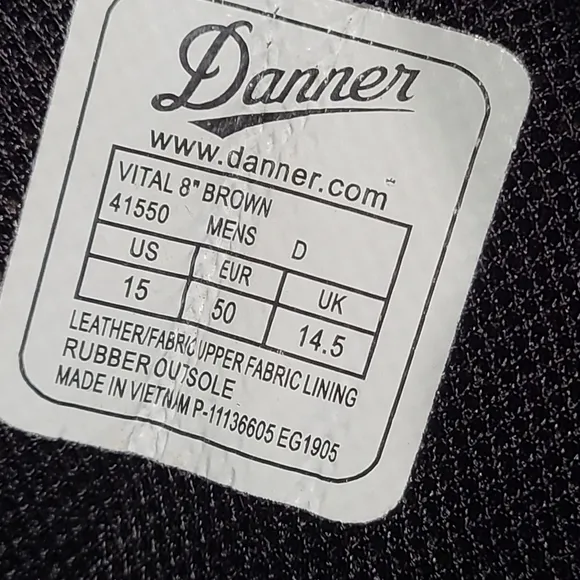 Danner
www.danner.com
VITAL 8" BROWN
41550 MENS D
US EUR UK
15 50 14.5
LEATHER/FABRIC UPPER FABRIC LINING
RUBBER OUTSOLE
MADE IN VIETNAM P-11136605 EG1905